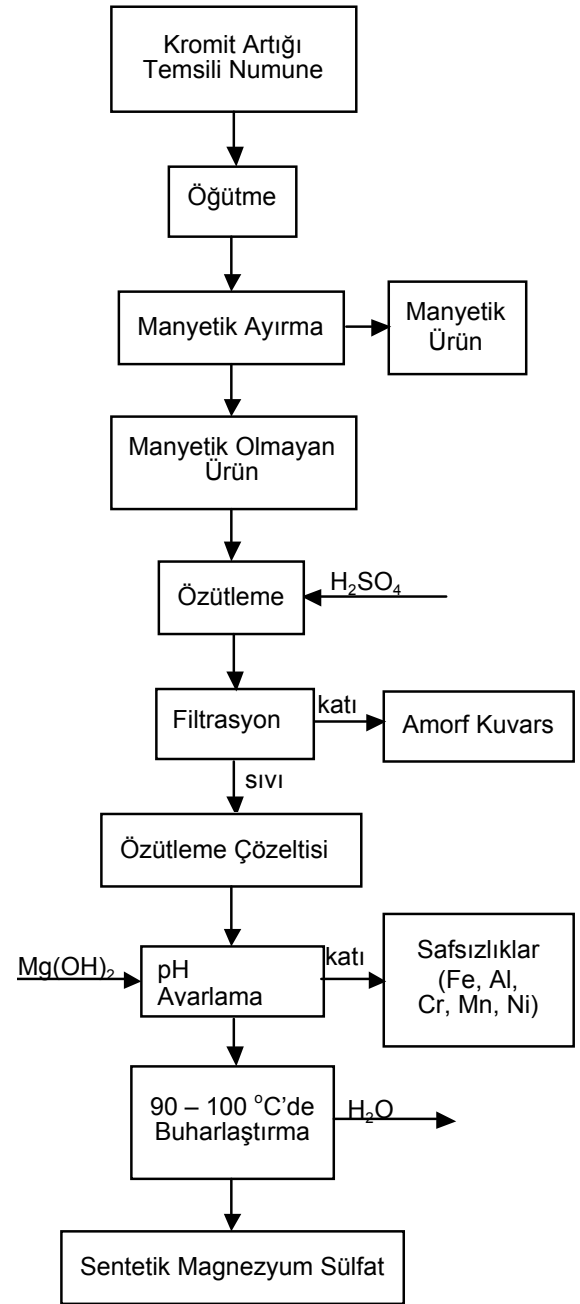 Kromit Artığı
Temsili Numune
Öğütme
Manyetik Ayırma
Manyetik
Ürün
Manyetik Olmayan
Ürün
Özütleme
H₂SO₄
Filtrasyon
katı
Amorf Kuvars
sıvı
Özütleme Çözeltisi
Mg(OH)₂
pH
Avarlama
katı
Safsızlıklar
(Fe, Al,
Cr, Mn, Ni)
90 – 100 °C’de
Buharlaştırma
H₂O
Sentetik Magnezyum Sülfat